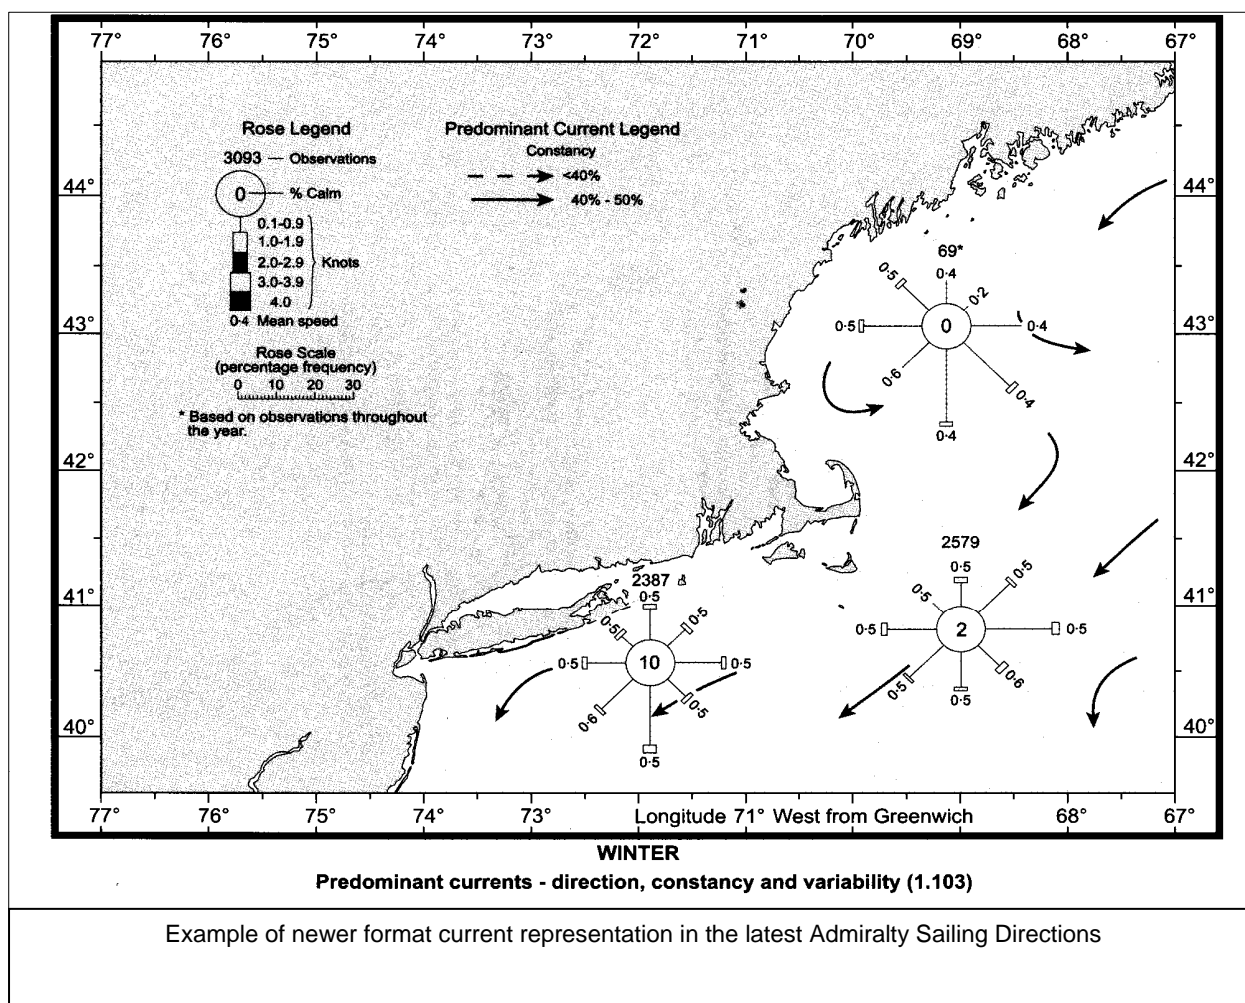 77° 76° 75° 74° 73° 72° 71° 70° 69° 68° 67°
Rose Legend
3093 — Observations
0 % Calm
0.1-0.9
1.0-1.9
2.0-2.9
3.0-3.9
4.0
Knots
0·4 Mean speed
Rose Scale
(percentage frequency)
0 10 20 30
* Based on observations throughout
the year.
Predominant Current Legend
Constancy
<40%
40% - 50%
44° 44°
43° 43°
42° 42°
41° 41°
40° 40°
69*
0·4
0·5
0·2
0·5
0
0·4
0·6
0·4
0·4
2579
0·5
0·5
0·5
0·5
2
0·5
0·5
0·6
0·5
2387
0·5
0·5
0·5
0·5
10
0·5
0·6
0·5
0·5
77° 76° 75° 74° 73° 72° Longitude 71° West from Greenwich 68° 67°
WINTER
Predominant currents - direction, constancy and variability (1.103)
Example of newer format current representation in the latest Admiralty Sailing Directions